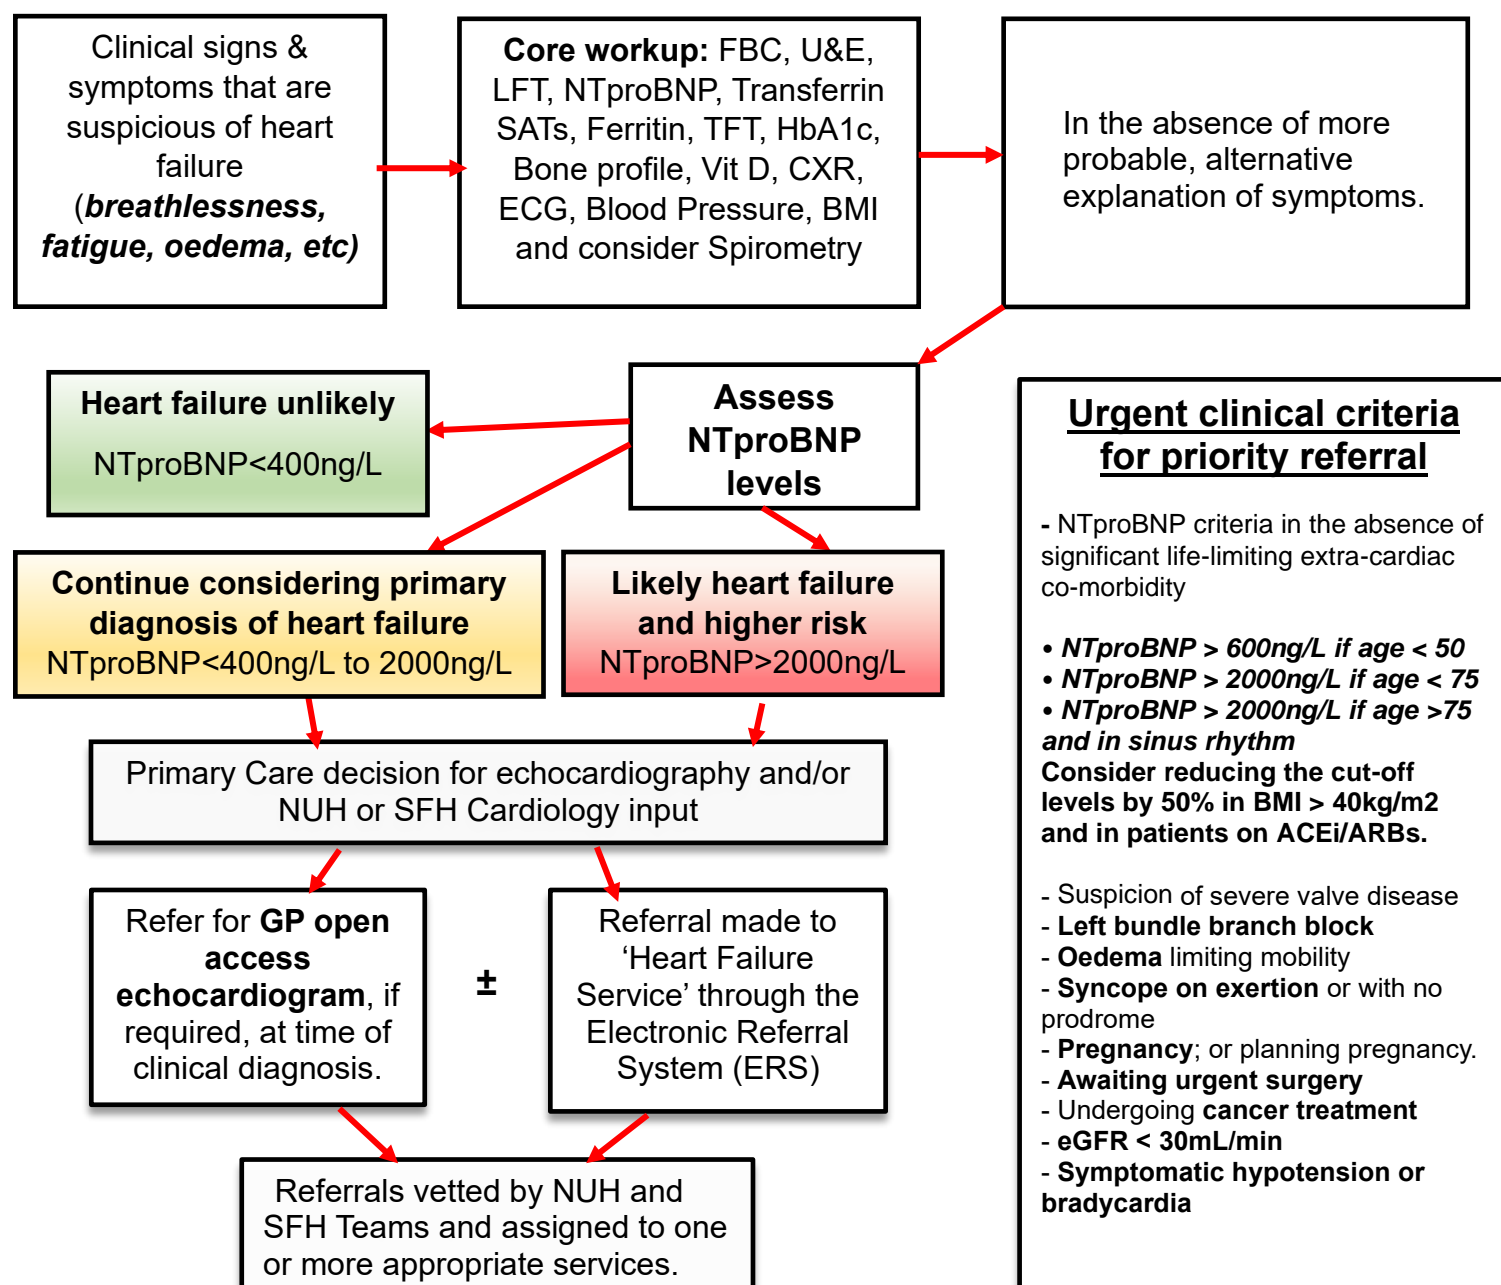 Clinical signs &
symptoms that are
suspicious of heart
failure
(breathlessness,
fatigue, oedema, etc)
Core workup: FBC, U&E,
LFT, NTproBNP, Transferrin
SATs, Ferritin, TFT, HbA1c,
Bone profile, Vit D, CXR,
ECG, Blood Pressure, BMI
and consider Spirometry
In the absence of more
probable, alternative
explanation of symptoms.
Heart failure unlikely
NTproBNP<400ng/L
Assess
NTproBNP
levels
Continue considering primary
diagnosis of heart failure
NTproBNP<400ng/L to 2000ng/L
Likely heart failure
and higher risk
NTproBNP>2000ng/L
Primary Care decision for echocardiography and/or
NUH or SFH Cardiology input
Refer for GP open
access
echocardiogram, if
required, at time of
clinical diagnosis.
±
Referral made to
‘Heart Failure
Service’ through the
Electronic Referral
System (ERS)
Referrals vetted by NUH and
SFH Teams and assigned to one
or more appropriate services.
Urgent clinical criteria
for priority referral
- NTproBNP criteria in the absence of
significant life-limiting extra-cardiac
co-morbidity
• NTproBNP > 600ng/L if age < 50
• NTproBNP > 2000ng/L if age < 75
• NTproBNP > 2000ng/L if age >75
and in sinus rhythm
Consider reducing the cut-off
levels by 50% in BMI > 40kg/m2
and in patients on ACEi/ARBs.
- Suspicion of severe valve disease
- Left bundle branch block
- Oedema limiting mobility
- Syncope on exertion or with no
prodrome
- Pregnancy; or planning pregnancy.
- Awaiting urgent surgery
- Undergoing cancer treatment
- eGFR < 30mL/min
- Symptomatic hypotension or
bradycardia